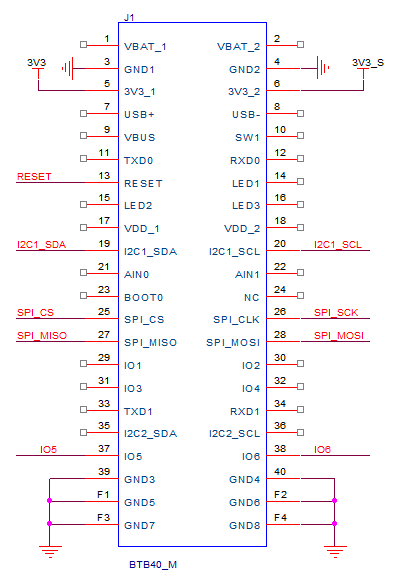 J1
1 VBAT_1 VBAT_2 2
3V3 3 GND1 GND2 4 3V3_S
5 3V3_1 3V3_2 6
7 USB+ USB- 8
9 VBUS SW1 10
11 TXD0 RXD0 12
RESET 13 RESET LED1 14
15 LED2 LED3 16
17 VDD_1 VDD_2 18
I2C1_SDA 19 I2C1_SDA I2C1_SCL 20 I2C1_SCL
21 AIN0 AIN1 22
23 BOOT0 NC 24
SPI_CS 25 SPI_CS SPI_CLK 26 SPI_SCK
SPI_MISO 27 SPI_MISO SPI_MOSI 28 SPI_MOSI
29 IO1 IO2 30
31 IO3 IO4 32
33 TXD1 RXD1 34
35 I2C2_SDA I2C2_SCL 36
IO5 37 IO5 IO6 38 IO6
39 GND3 GND4 40
F1 GND5 GND6 F2
F3 GND7 GND8 F4
BTB40_M